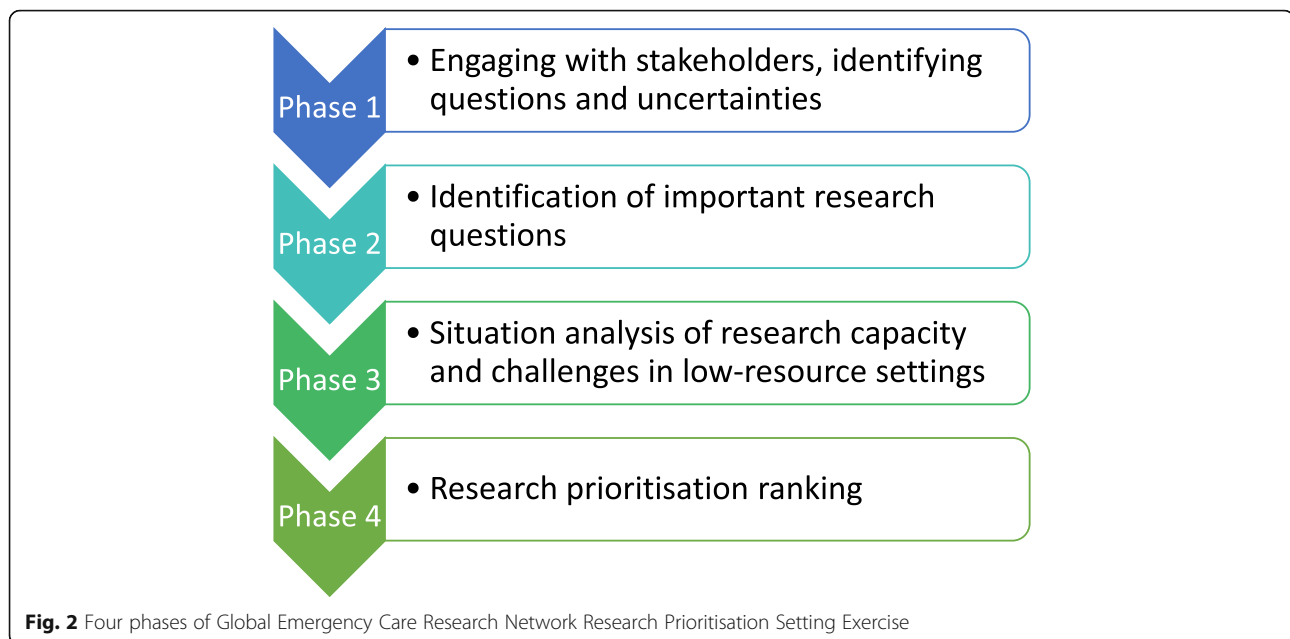 Phase 1
• Engaging with stakeholders, identifying
questions and uncertainties
Phase 2
• Identification of important research
questions
Phase 3
• Situation analysis of research capacity
and challenges in low-resource settings
Phase 4
• Research prioritisation ranking
Fig. 2 Four phases of Global Emergency Care Research Network Research Prioritisation Setting Exercise